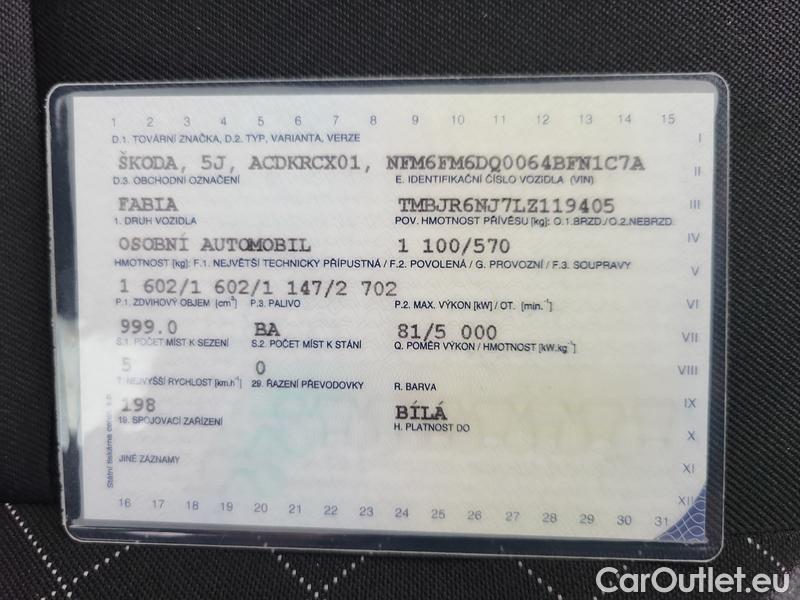 1 2 3 4 5 6 7 8 9 10 11 12 13 14 15
D.1. TOVÁRNÍ ZNAČKA, D.2. TYP, VARIANTA, VERZE I
ŠKODA, 5J, ACDKRCX01, NFM6FM6DQ0064BFN1C7A
D.3. OBCHODNÍ OZNAČENÍ E. IDENTIFIKAČNÍ ČÍSLO VOZIDLA (VIN) II
FABIA TMBJR6NJ7LZ119405 III
1. DRUH VOZIDLA POV. HMOTNOST PŘÍVĚSU [kg]: O.1.BRZD./O.2.NEBRZD.
OSOBNÍ AUTOMOBIL 1 100/570 IV
HMOTNOST [kg]: F.1. NEJVĚTŠÍ TECHNICKY PŘÍPUSTNÁ / F.2. POVOLENÁ / G. PROVOZNÍ / F.3. SOUPRAVY V
1 602/1 602/1 147/2 702
P.1. ZDVIHOVÝ OBJEM [cm³] P.3. PALIVO P.2. MAX. VÝKON [kW] / OT. [min.⁻¹] VI
999.0 BA 81/5 000
S.1. POČET MÍST K SEZENÍ S.2. POČET MÍST K STÁNÍ Q. POMĚR VÝKON / HMOTNOST [kW.kg⁻¹] VII
5 0 VIII
T. NEJVYŠŠÍ RYCHLOST [km.h⁻¹] 29. ŘAZENÍ PŘEVODOVKY R. BARVA
198 BÍLÁ IX
19. SPOJOVACÍ ZAŘÍZENÍ H. PLATNOST DO
X
JINÉ ZÁZNAMY XI
Státní tiskárna cenin, s.p.
XII
16 17 18 19 20 21 22 23 24 25 26 27 28 29 30 31
CarOutlet.eu